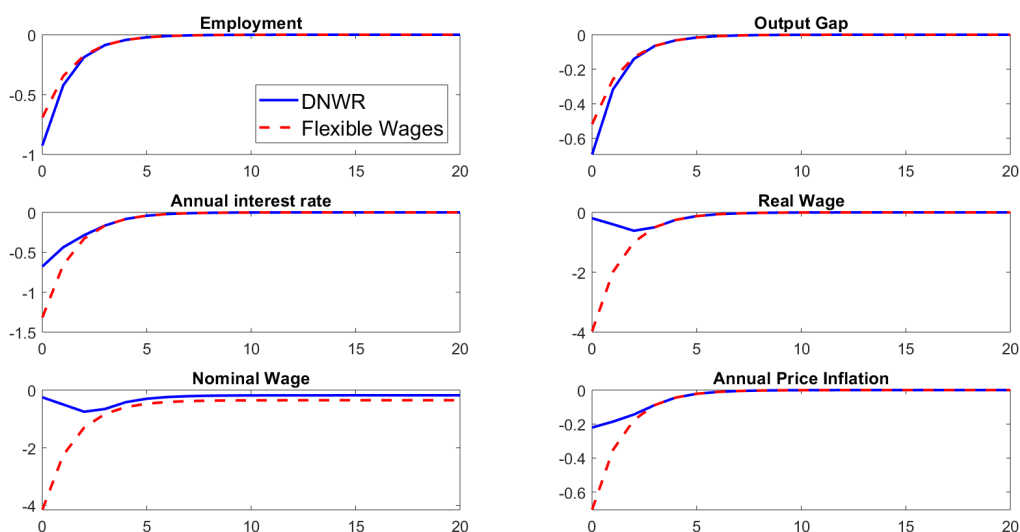 Employment
0
-0.5
-1
0 5 10 15 20
DNWR
Flexible Wages
Output Gap
0
-0.2
-0.4
-0.6
0 5 10 15 20
Annual interest rate
0
-0.5
-1
-1.5
0 5 10 15 20
Real Wage
0
-2
-4
0 5 10 15 20
Nominal Wage
0
-2
-4
0 5 10 15 20
Annual Price Inflation
0
-0.2
-0.4
-0.6
0 5 10 15 20